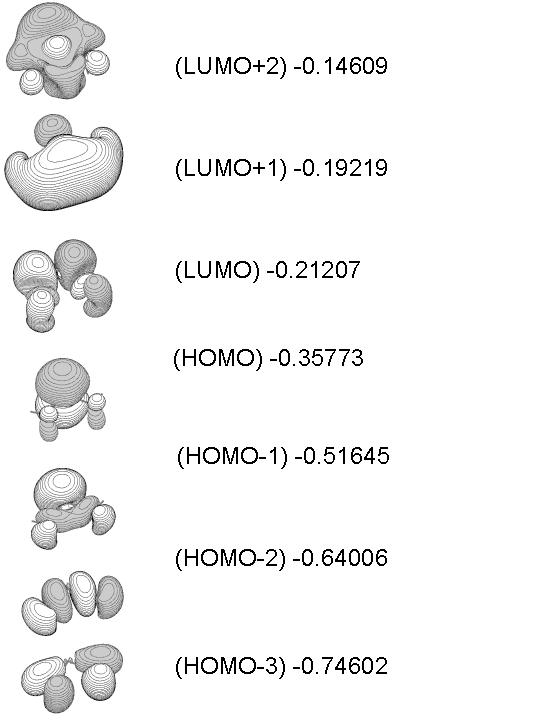 (LUMO+2) -0.14609
(LUMO+1) -0.19219
(LUMO) -0.21207
(HOMO) -0.35773
(HOMO-1) -0.51645
(HOMO-2) -0.64006
(HOMO-3) -0.74602